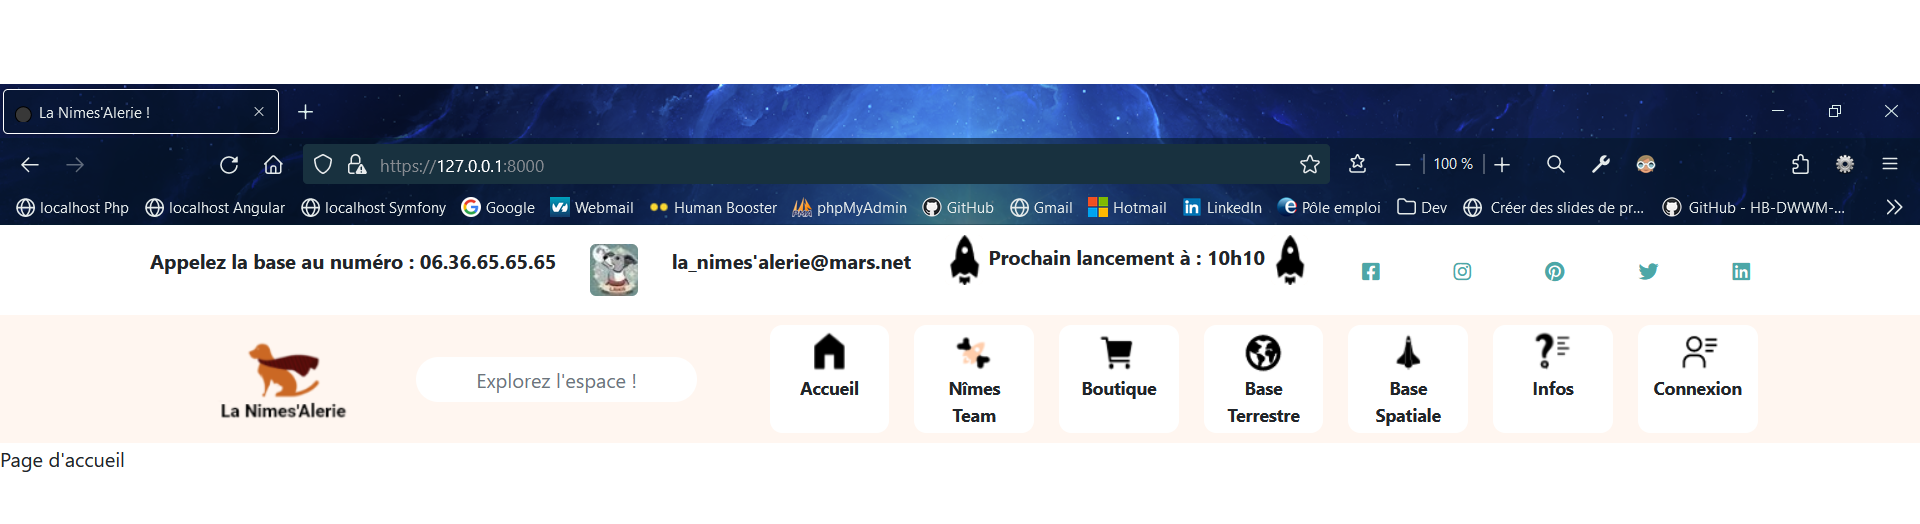 La Nimes'Alerie !
https://127.0.0.1:8000
100 %
localhost Php
localhost Angular
localhost Symfony
Google
Webmail
Human Booster
phpMyAdmin
GitHub
Gmail
Hotmail
LinkedIn
Pôle emploi
Dev
Créer des slides de pr...
GitHub - HB-DWWM-...
Appelez la base au numéro : 06.36.65.65.65
la_nimes'alerie@mars.net
Prochain lancement à : 10h10
La Nimes'Alerie
Explorez l'espace !
Accueil
Nîmes
Team
Boutique
Base
Terrestre
Base
Spatiale
Infos
Connexion
Page d'accueil